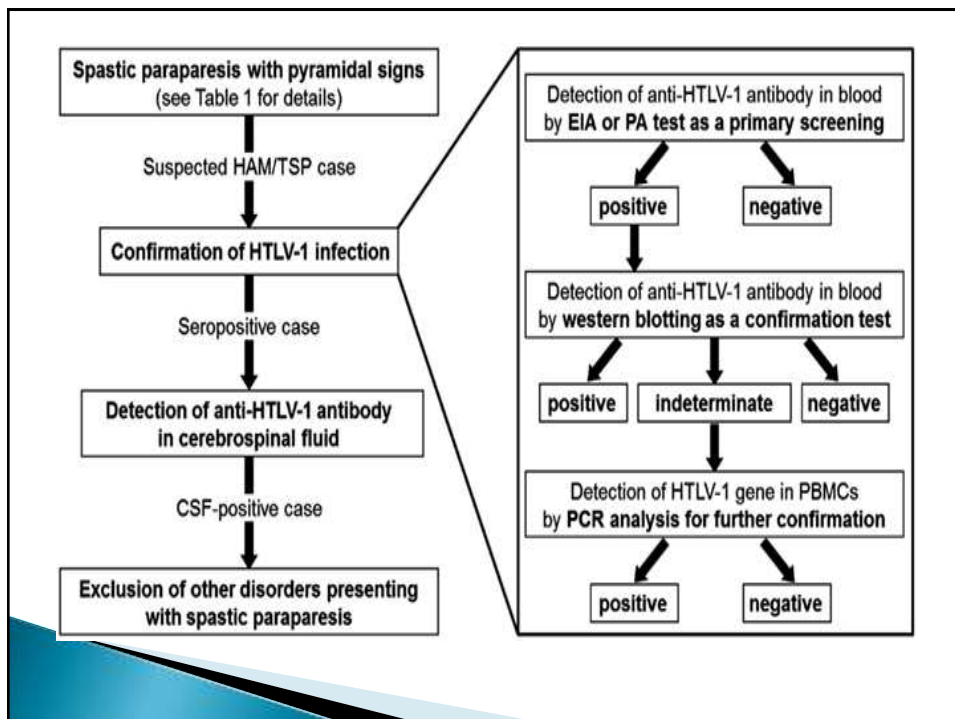 Spastic paraparesis with pyramidal signs
(see Table 1 for details)
Suspected HAM/TSP case
Confirmation of HTLV-1 infection
Seropositive case
Detection of anti-HTLV-1 antibody
in cerebrospinal fluid
CSF-positive case
Exclusion of other disorders presenting
with spastic paraparesis
Detection of anti-HTLV-1 antibody in blood
by EIA or PA test as a primary screening
positive
negative
Detection of anti-HTLV-1 antibody in blood
by western blotting as a confirmation test
positive
indeterminate
negative
Detection of HTLV-1 gene in PBMCs
by PCR analysis for further confirmation
positive
negative